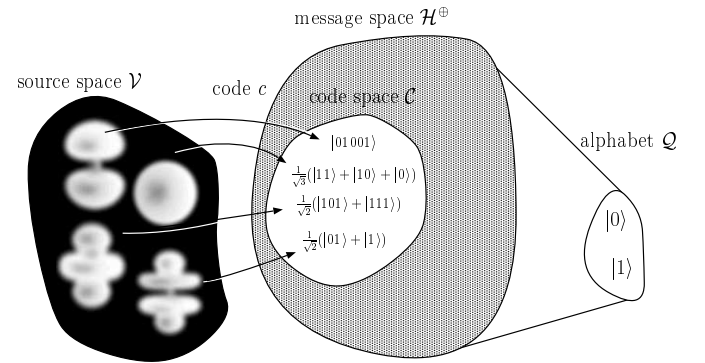 message space 𝓗⊕
source space 𝒱
code c
code space 𝒞
alphabet 𝒬
|01001⟩
1/√3(|11⟩+|10⟩+|0⟩)
1/√2(|101⟩+|111⟩)
1/√2(|01⟩+|1⟩)
|0⟩
|1⟩